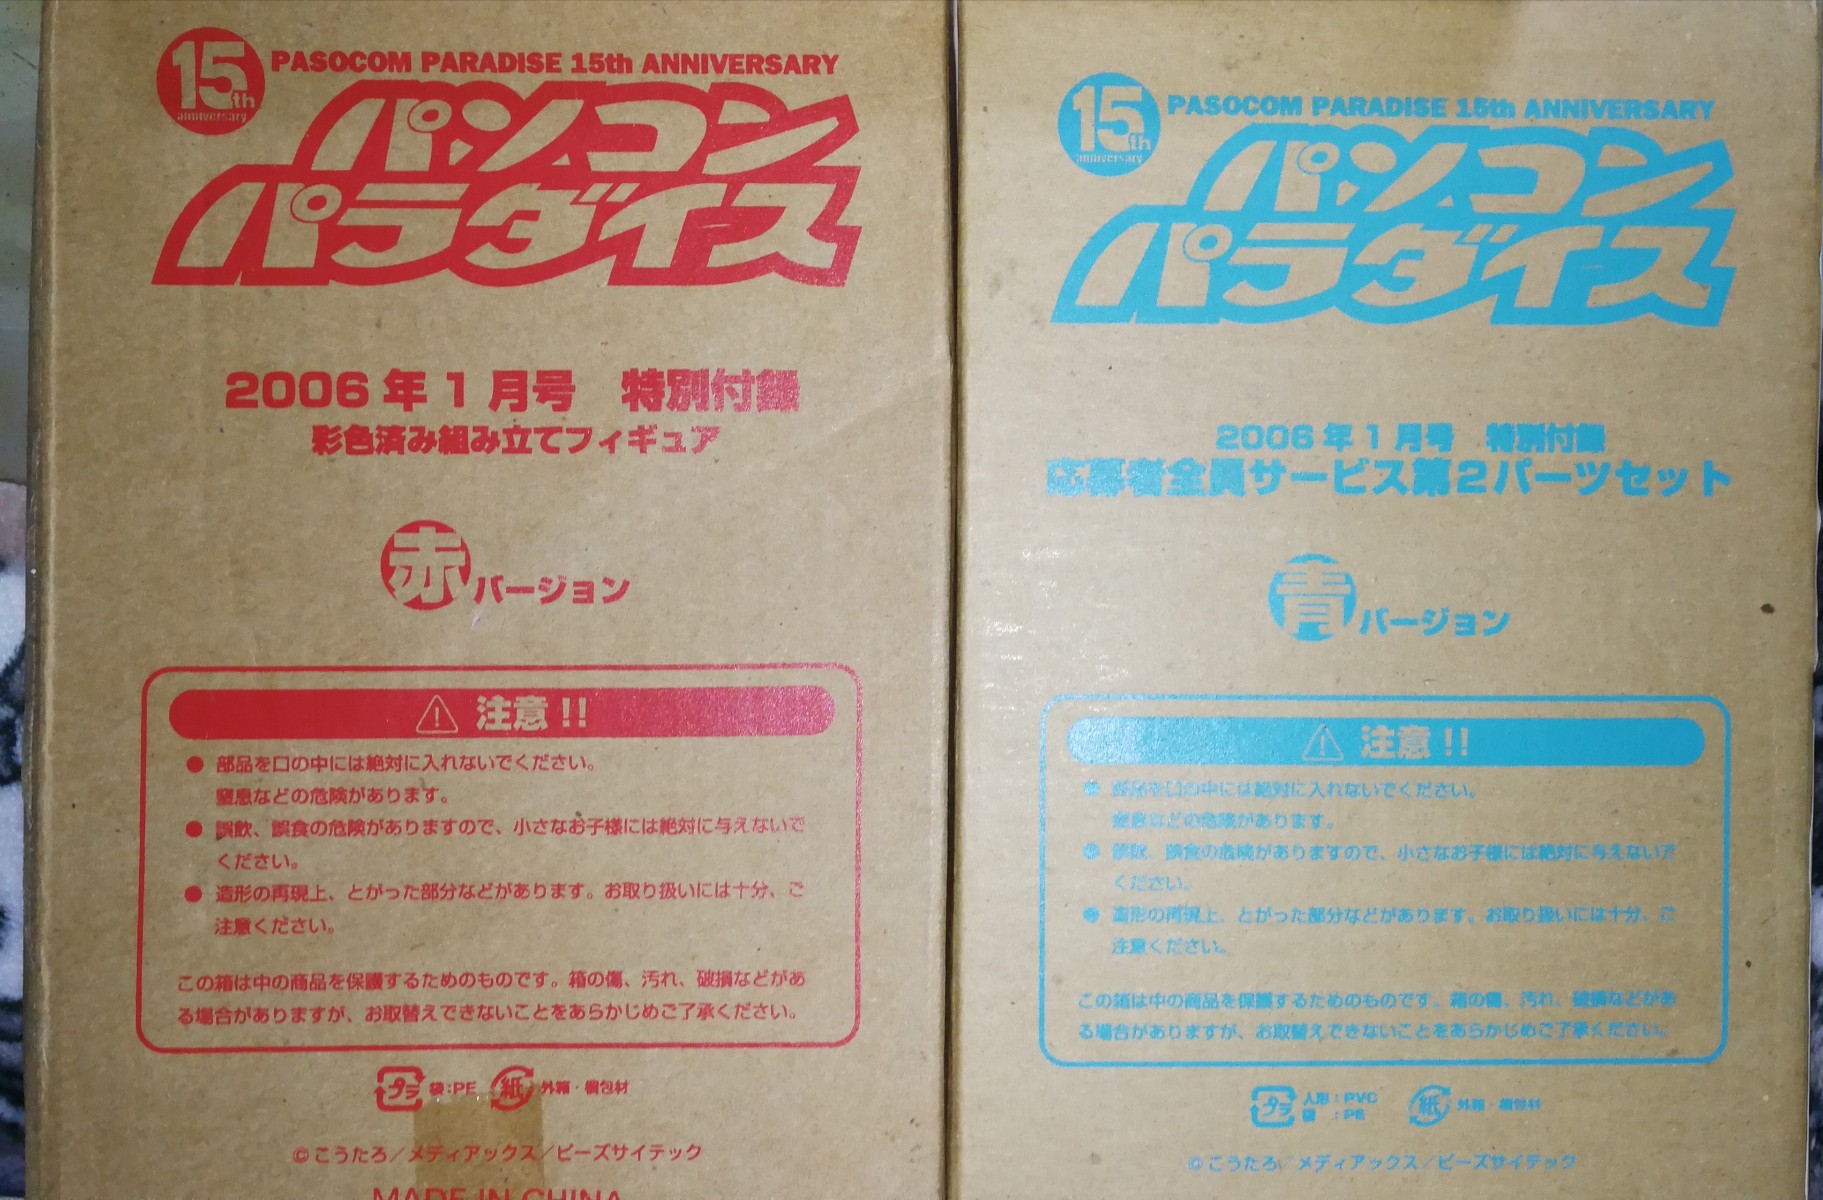 15th
anniversary
PASOCOM PARADISE 15th ANNIVERSARY
パソコン
パラダイス
2006年1月号 特別付録
彩色済み組み立てフィギュア
赤バージョン
注意!!
● 部品を口の中には絶対に入れないでください。
窒息などの危険があります。
● 誤飲、誤食の危険がありますので、小さなお子様には絶対に与えないで
ください。
● 造形の再現上、とがった部分などがあります。お取り扱いには十分、ご
注意ください。
この箱は中の商品を保護するためのものです。箱の傷、汚れ、破損などがあ
る場合がありますが、お取替えできないことをあらかじめご了承ください。
プラ 袋:PE 紙 外箱・梱包材
©こうたろ/メディアックス/ピーズサイテック
MADE IN CHINA
15th
anniversary
PASOCOM PARADISE 15th ANNIVERSARY
パソコン
パラダイス
2006年1月号 特別付録
応募者全員サービス第2パーツセット
青バージョン
注意!!
● 部品を口の中には絶対に入れないでください。
窒息などの危険があります。
● 誤飲、誤食の危険がありますので、小さなお子様には絶対に与えないで
ください。
● 造形の再現上、とがった部分などがあります。お取り扱いには十分、ご
注意ください。
この箱は中の商品を保護するためのものです。箱の傷、汚れ、破損などがあ
る場合がありますが、お取替えできないことをあらかじめご了承ください。
プラ 人形:PVC
袋 :PE
紙 外箱・梱包材
©こうたろ/メディアックス/ピーズサイテック